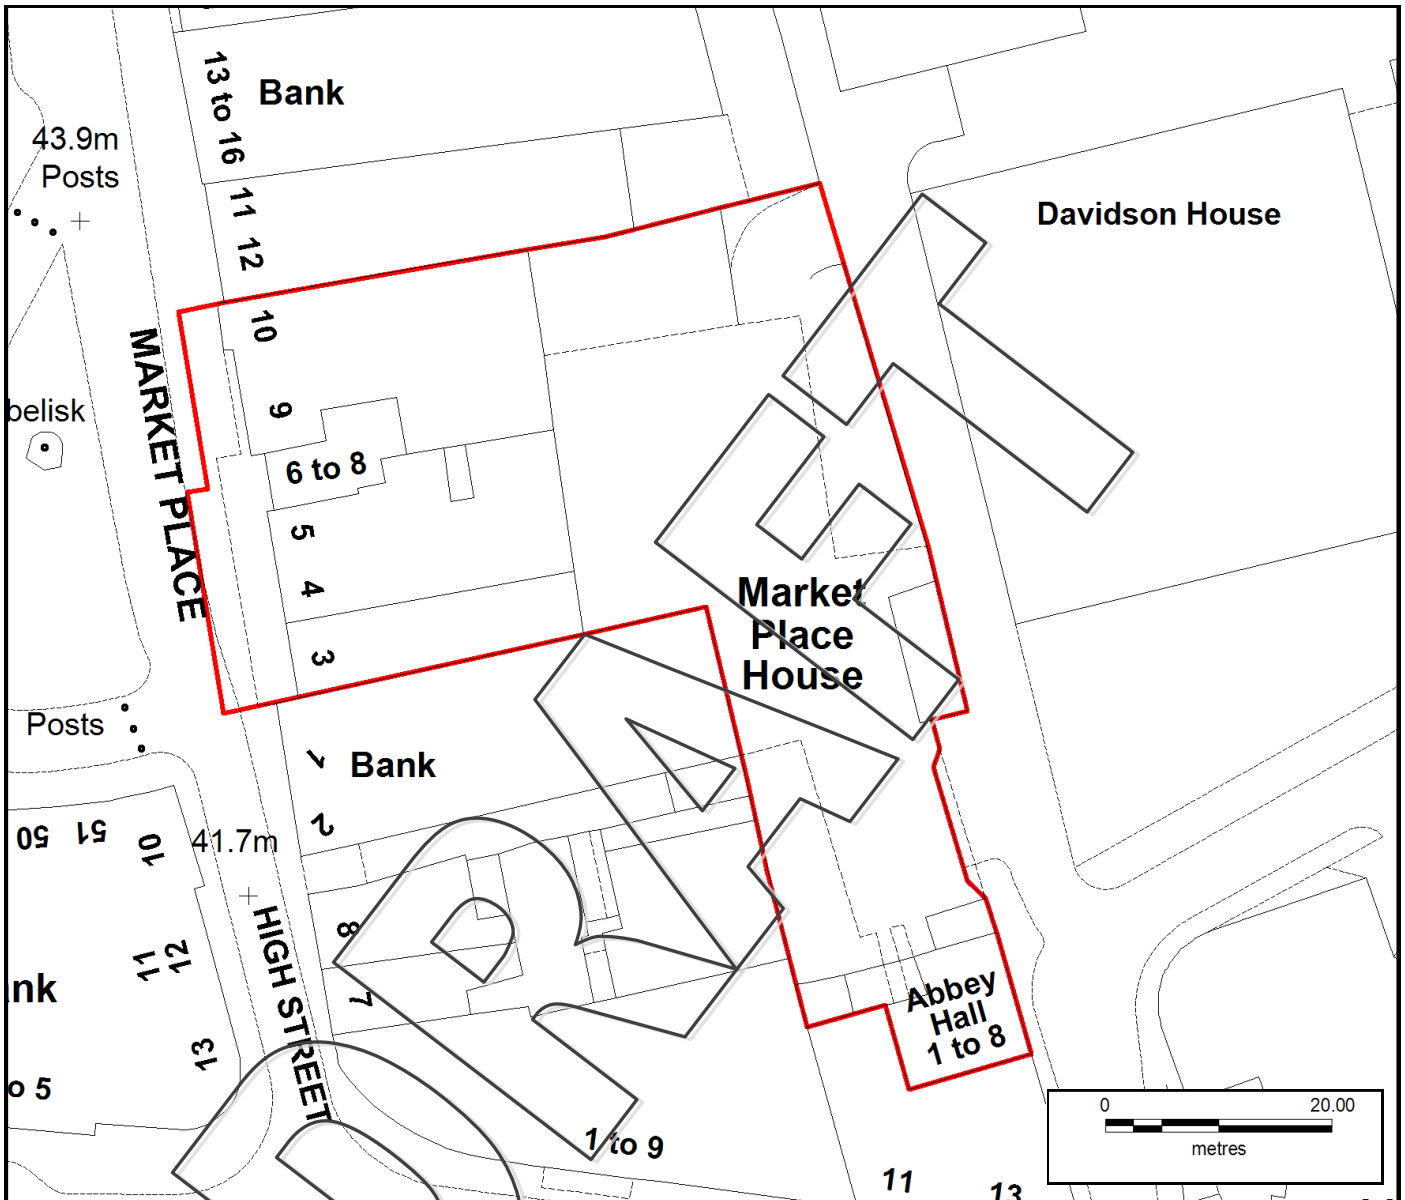 13 to 16
Bank
43.9m
Posts
11
12
Davidson House
10
MARKET PLACE
9
belisk
6 to 8
5
4
Market
Place
House
3
Posts
1
Bank
2
50
51
10
41.7m
DRAFT
8
HIGH STREET
12
11
7
nk
Abbey
Hall
1 to 8
13
o 5
0
20.00
metres
1 to 9
11
13